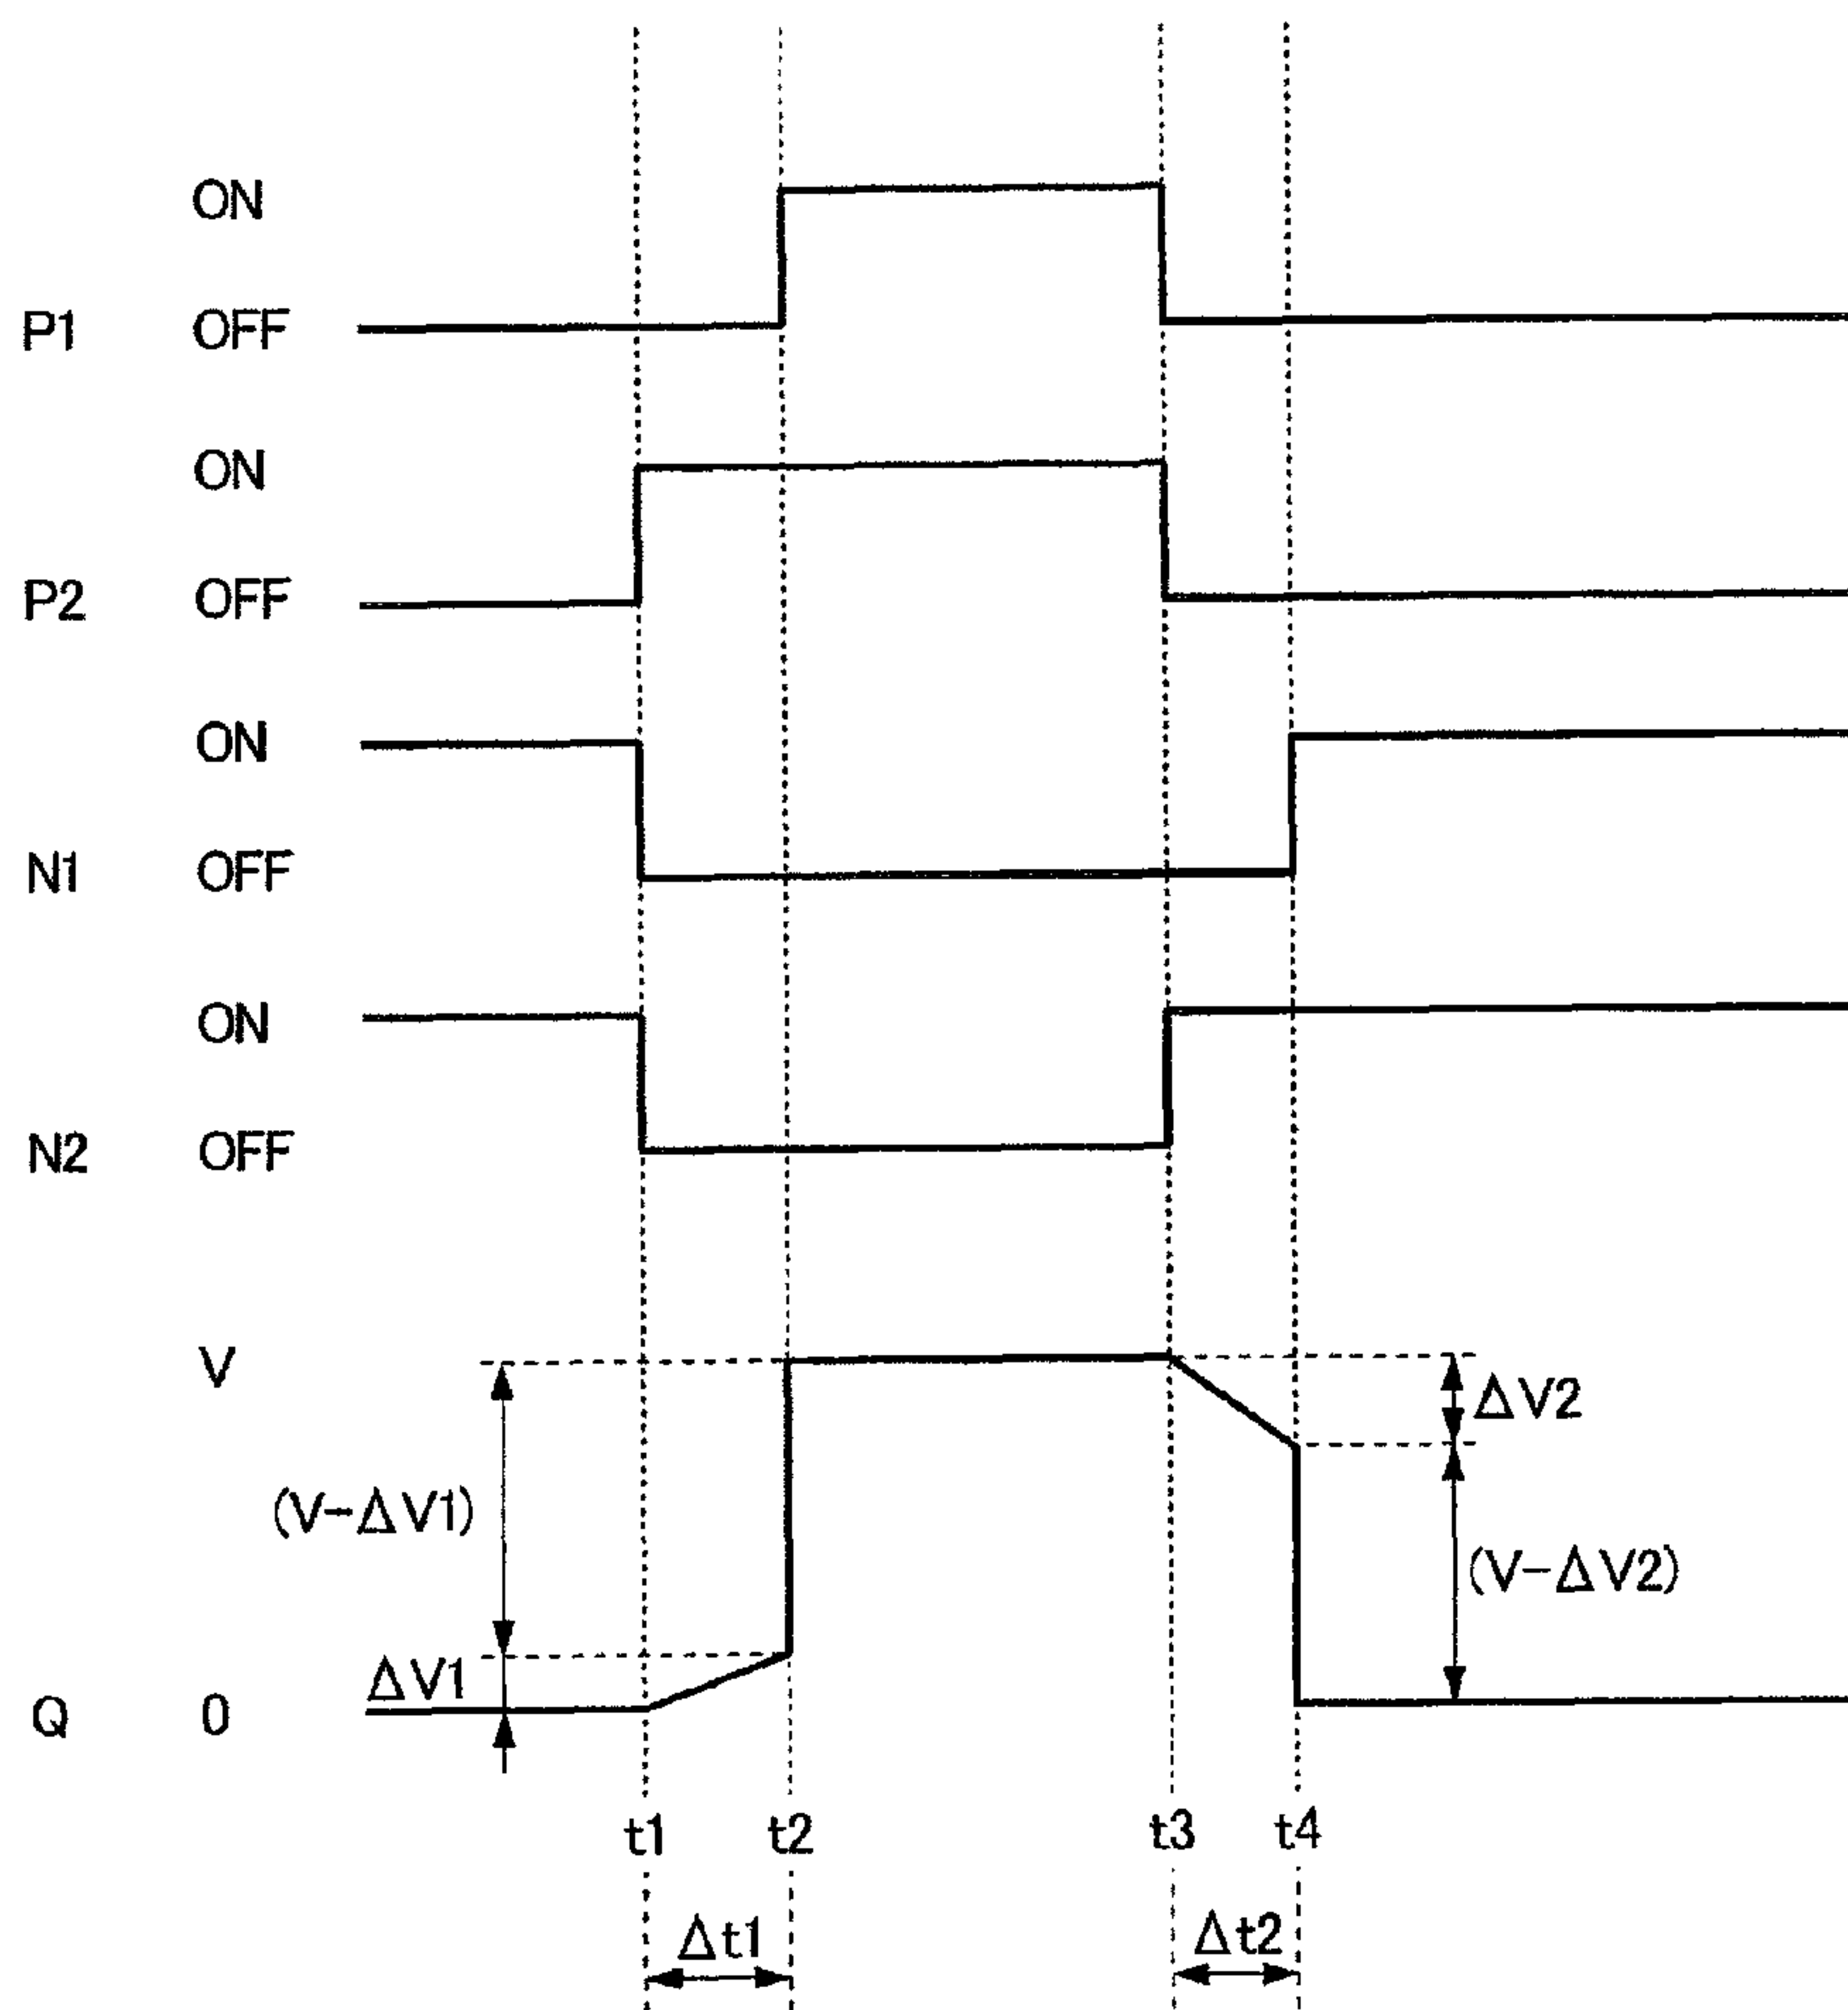 ON
P1 OFF
ON
P2 OFF
ON
N1 OFF
ON
N2 OFF
V
ΔV2
(V-ΔV1)
(V-ΔV2)
ΔV1
Q 0
t1 t2 t3 t4
Δt1 Δt2